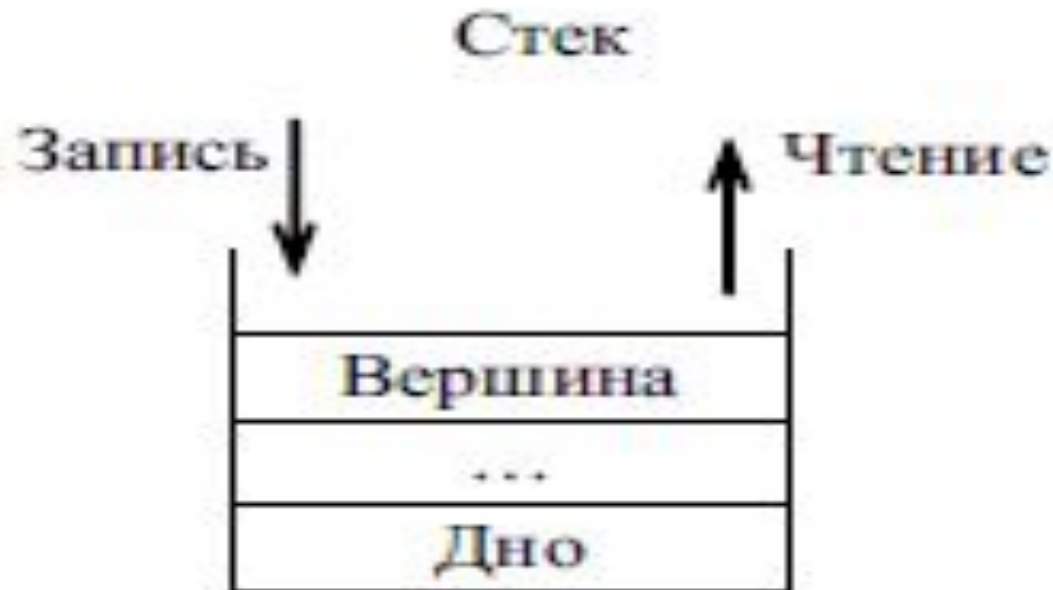 Стек
Запись
Чтение
Вершина
...
Дно